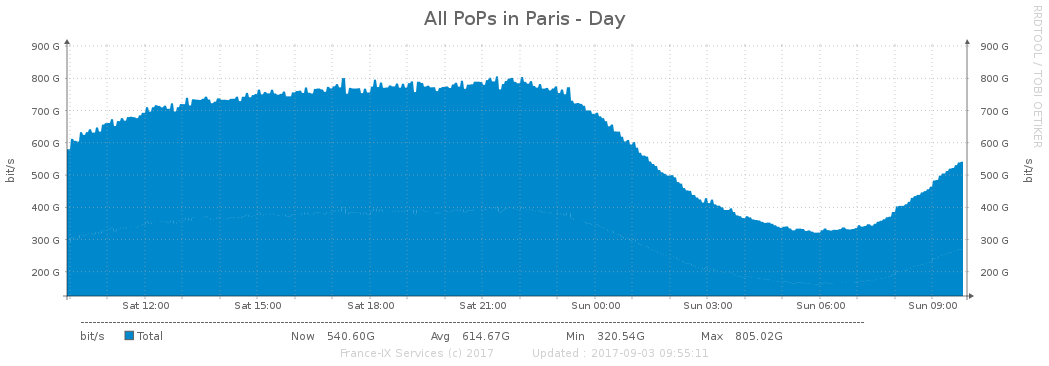 All PoPs in Paris - Day
RRDTOOL / TOBI OETIKER
900 G 900 G
800 G 800 G
700 G 700 G
600 G 600 G
500 G 500 G
400 G 400 G
300 G 300 G
200 G 200 G
bit/s bit/s
Sat 12:00 Sat 15:00 Sat 18:00 Sat 21:00 Sun 00:00 Sun 03:00 Sun 06:00 Sun 09:00
bit/s Total Now 540.60G Avg 614.67G Min 320.54G Max 805.02G
France-IX Services (c) 2017 Updated : 2017-09-03 09:55:11